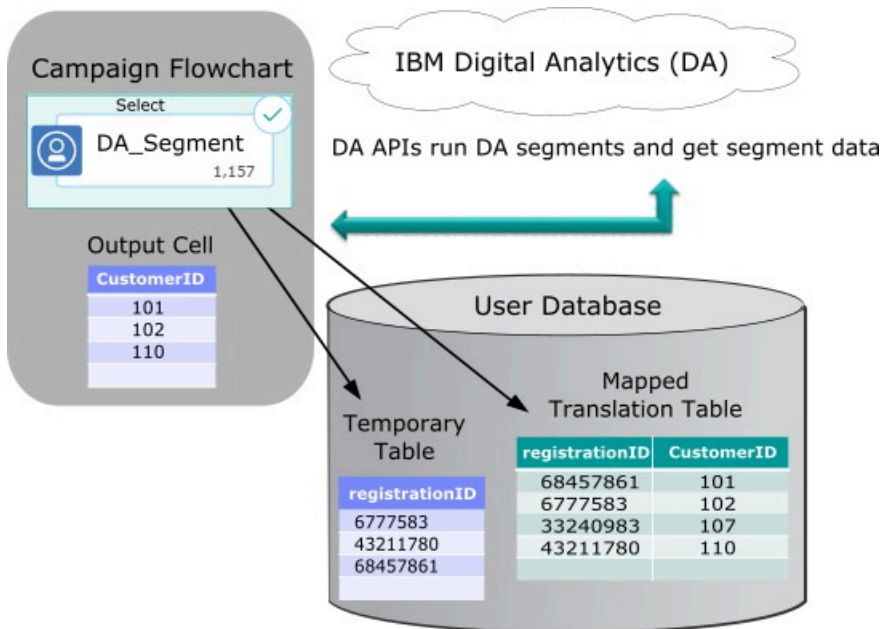 Campaign Flowchart
Select
DA_Segment
1,157
Output Cell
CustomerID
101
102
110
IBM Digital Analytics (DA)
DA APIs run DA segments and get segment data
User Database
Temporary
Table
registrationID
6777583
43211780
68457861
Mapped
Translation Table
registrationID CustomerID
68457861 101
6777583 102
33240983 107
43211780 110